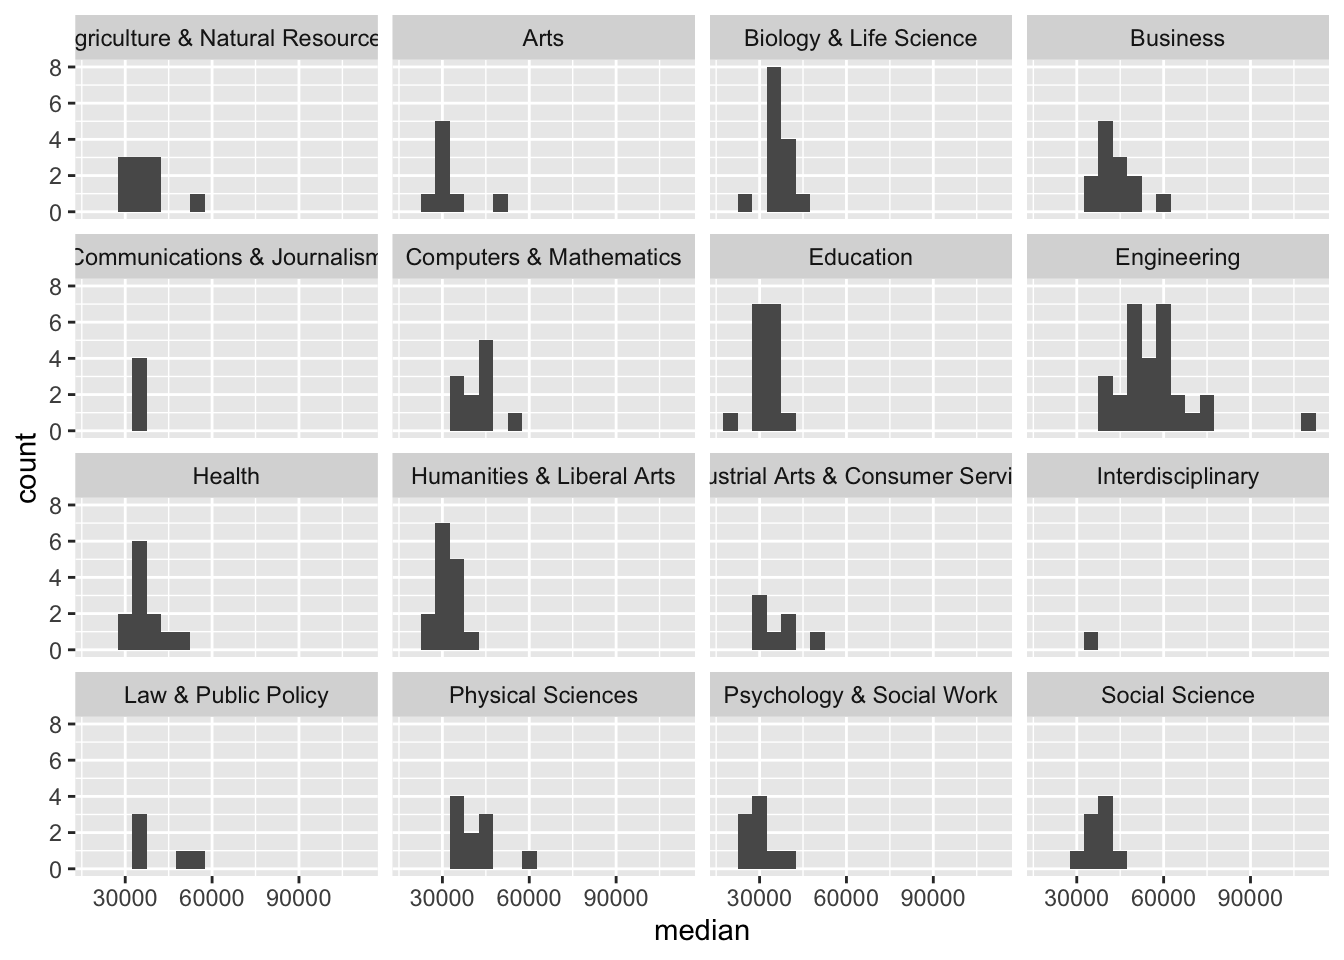 griculture & Natural Resource
Arts
Biology & Life Science
Business
8
6
4
2
0
Communications & Journalism
Computers & Mathematics
Education
Engineering
8
6
4
2
0
Health
Humanities & Liberal Arts
ustrial Arts & Consumer Servi
Interdisciplinary
8
6
4
2
0
Law & Public Policy
Physical Sciences
Psychology & Social Work
Social Science
8
6
4
2
0
count
30000 60000 90000
30000 60000 90000
30000 60000 90000
30000 60000 90000
median